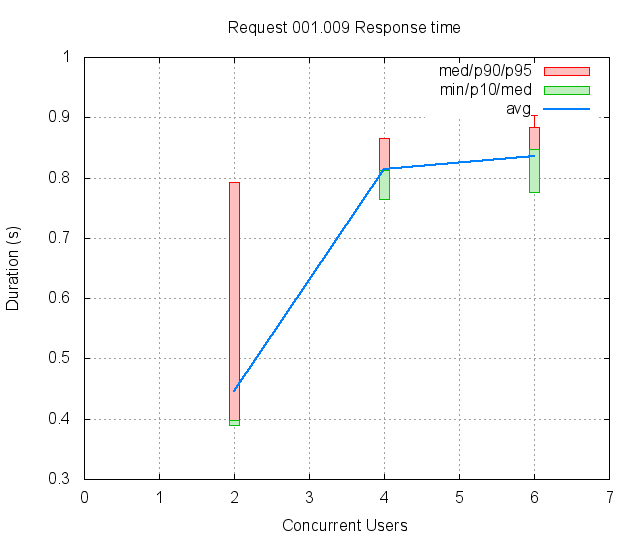 Request 001.009 Response time
1
0.9
0.8
0.7
0.6
0.5
0.4
0.3
Duration (s)
med/p90/p95
min/p10/med
avg
0 1 2 3 4 5 6 7
Concurrent Users